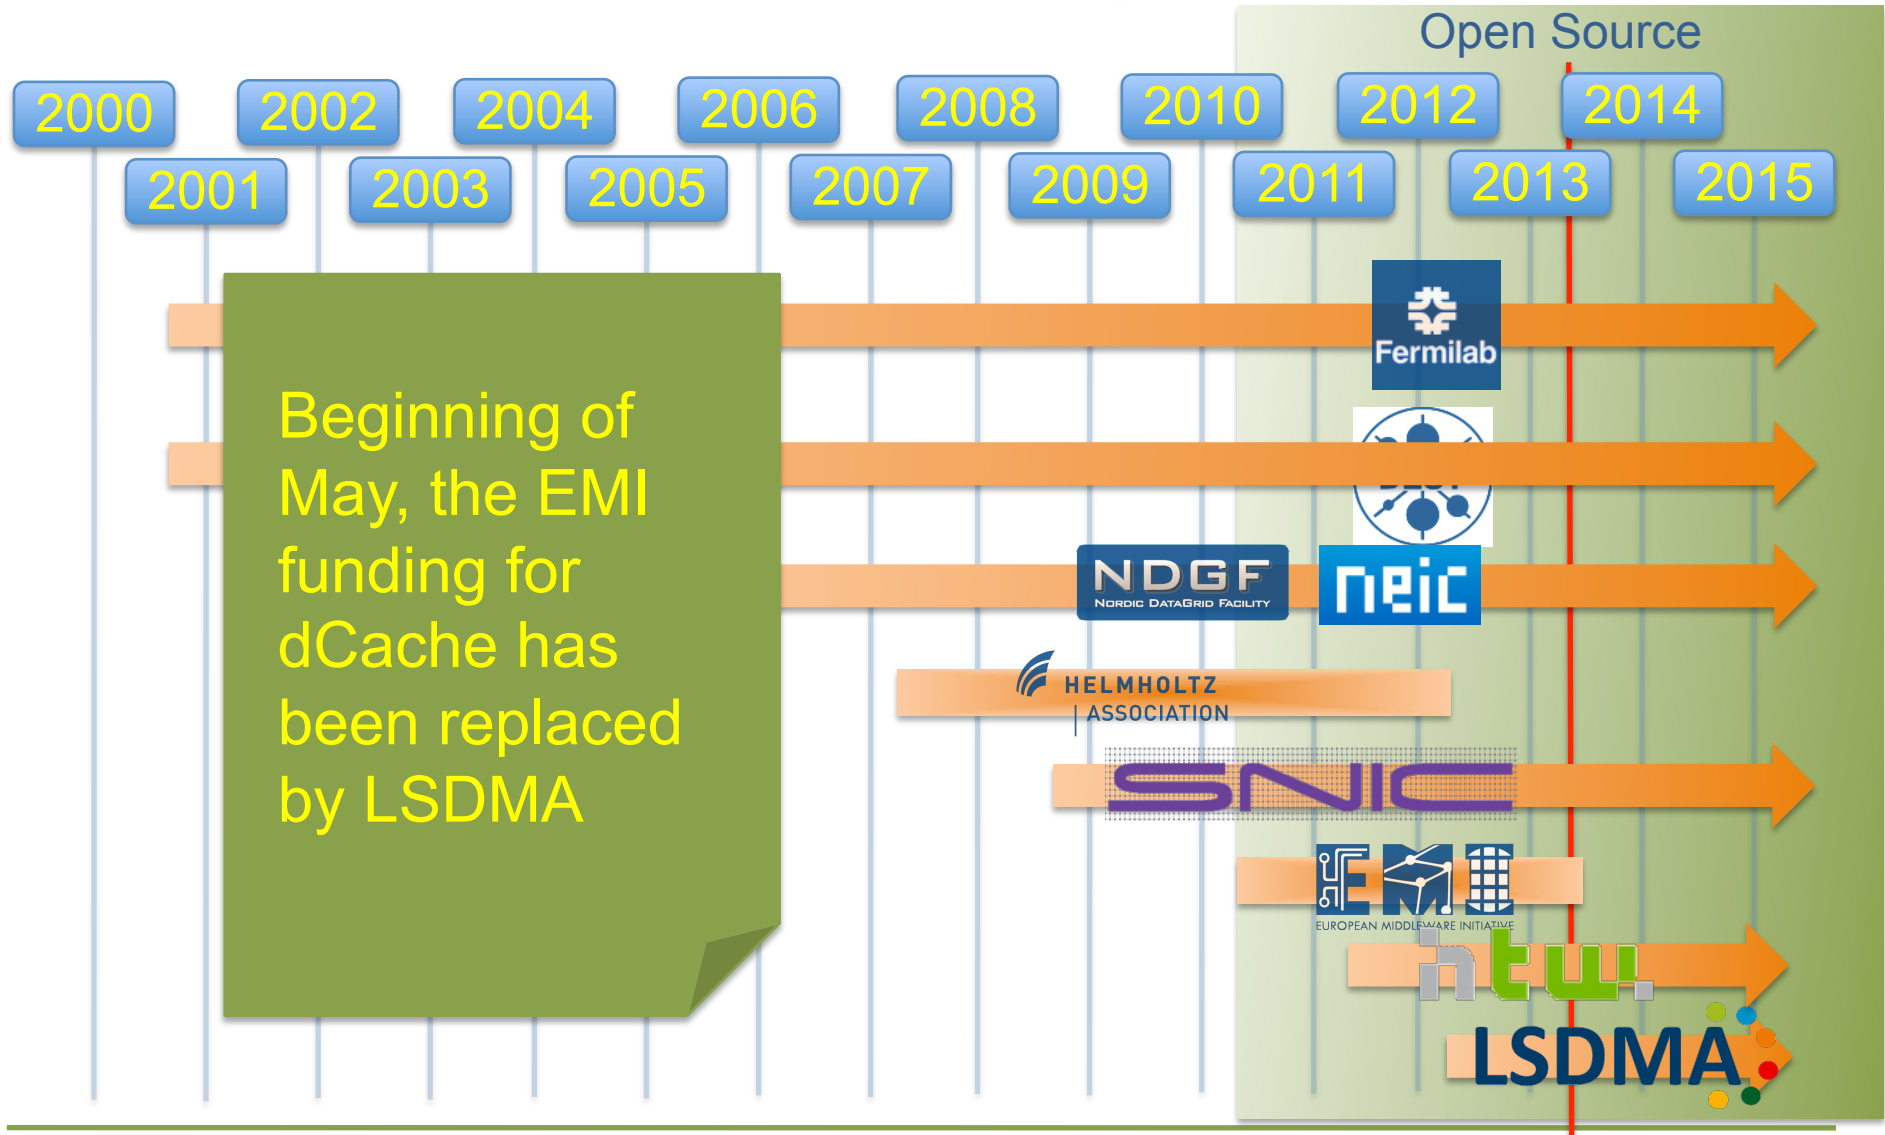 Open Source
2000
2002
2004
2006
2008
2010
2012
2014
2001
2003
2005
2007
2009
2011
2013
2015
Beginning of
May, the EMI
funding for
dCache has
been replaced
by LSDMA
Fermilab
NDGF
NORDIC DATAGRID FACILITY
neic
HELMHOLTZ
ASSOCIATION
SNIC
EMI
EUROPEAN MIDDLEWARE INITIATIVE
htw.
LSDMA